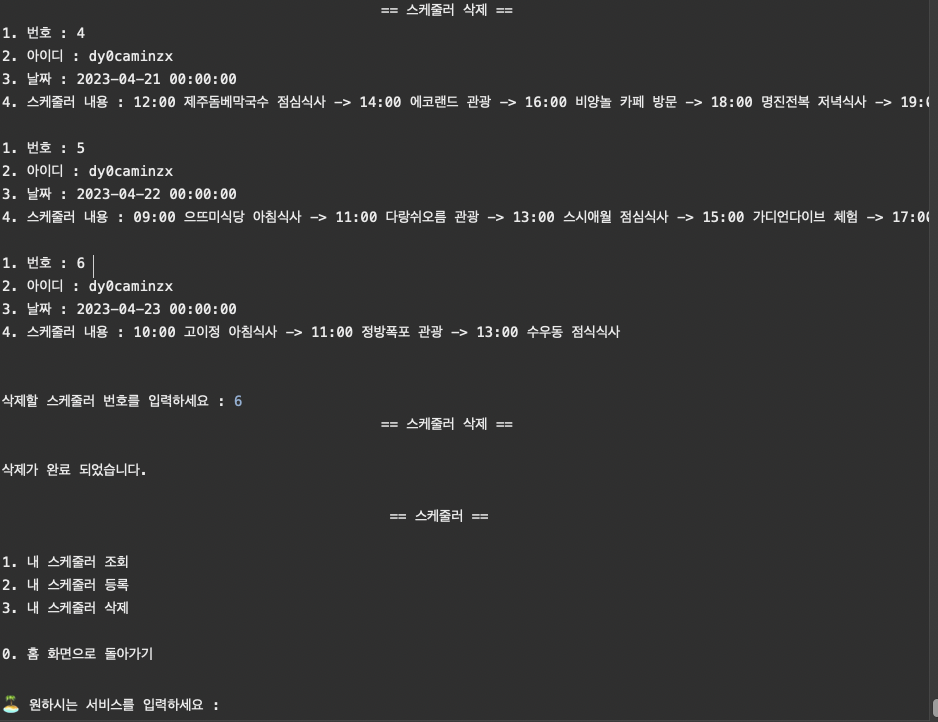 == 스케줄러 삭제 ==
1. 번호 : 4
2. 아이디 : dy0caminzx
3. 날짜 : 2023-04-21 00:00:00
4. 스케줄러 내용 : 12:00 제주돔베막국수 점심식사 -> 14:00 에코랜드 관광 -> 16:00 비양놀 카페 방문 -> 18:00 명진전복 저녁식사 -> 19:0
1. 번호 : 5
2. 아이디 : dy0caminzx
3. 날짜 : 2023-04-22 00:00:00
4. 스케줄러 내용 : 09:00 으뜨미식당 아침식사 -> 11:00 다랑쉬오름 관광 -> 13:00 스시애월 점심식사 -> 15:00 가디언다이브 체험 -> 17:00
1. 번호 : 6
2. 아이디 : dy0caminzx
3. 날짜 : 2023-04-23 00:00:00
4. 스케줄러 내용 : 10:00 고이정 아침식사 -> 11:00 정방폭포 관광 -> 13:00 수우동 점식식사
삭제할 스케줄러 번호를 입력하세요 : 6
== 스케줄러 삭제 ==
삭제가 완료 되었습니다.
== 스케줄러 ==
1. 내 스케줄러 조회
2. 내 스케줄러 등록
3. 내 스케줄러 삭제
0. 홈 화면으로 돌아가기
🏝️ 원하시는 서비스를 입력하세요 :